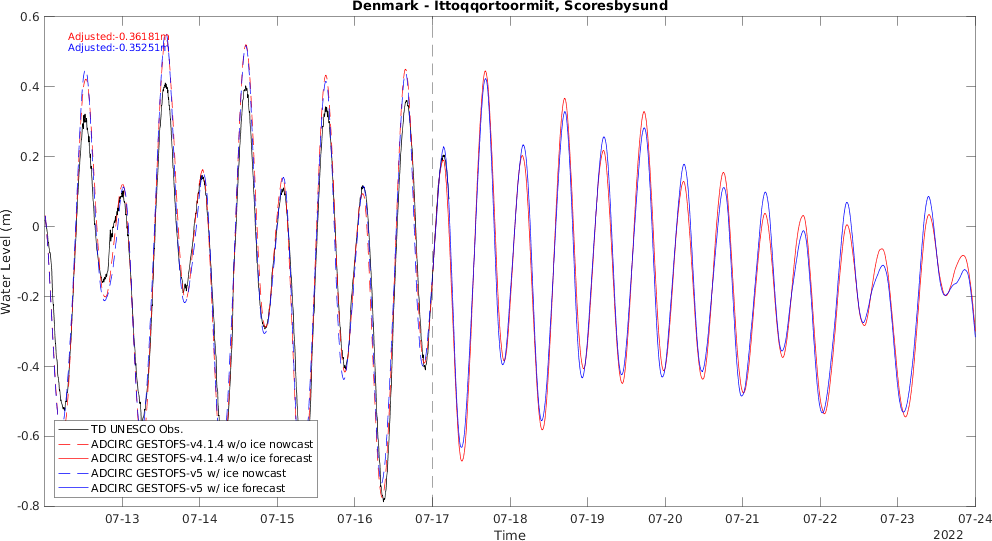 Denmark - Ittoqqortoormiit, Scoresbysund
Adjusted:-0.36181m
Adjusted:-0.35251m
0.6
0.4
0.2
0
-0.2
-0.4
-0.6
-0.8
Water Level (m)
TD UNESCO Obs.
ADCIRC GESTOFS-v4.1.4 w/o ice nowcast
ADCIRC GESTOFS-v4.1.4 w/o ice forecast
ADCIRC GESTOFS-v5 w/ ice nowcast
ADCIRC GESTOFS-v5 w/ ice forecast
07-13 07-14 07-15 07-16 07-17 07-18 07-19 07-20 07-21 07-22 07-23 07-24
Time
2022